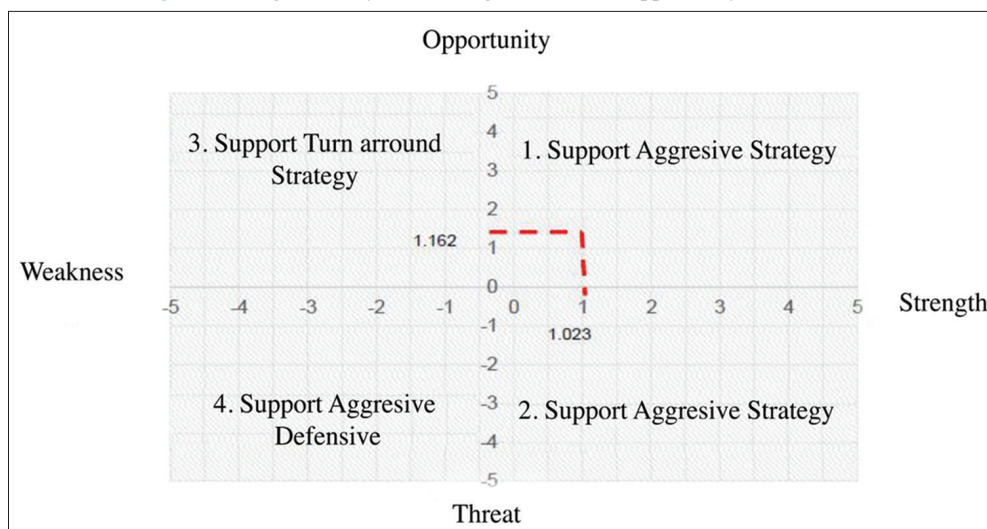 Opportunity
5
3. Support Turn arround
Strategy
4
1. Support Aggresive Strategy
3
2
1.162
1
Weakness
0
-5 -4 -3 -2 -1 0 1 2 3 4 5
Strength
-1
1.023
-2
4. Support Aggresive
Defensive
-3
2. Support Aggresive Strategy
-4
-5
Threat